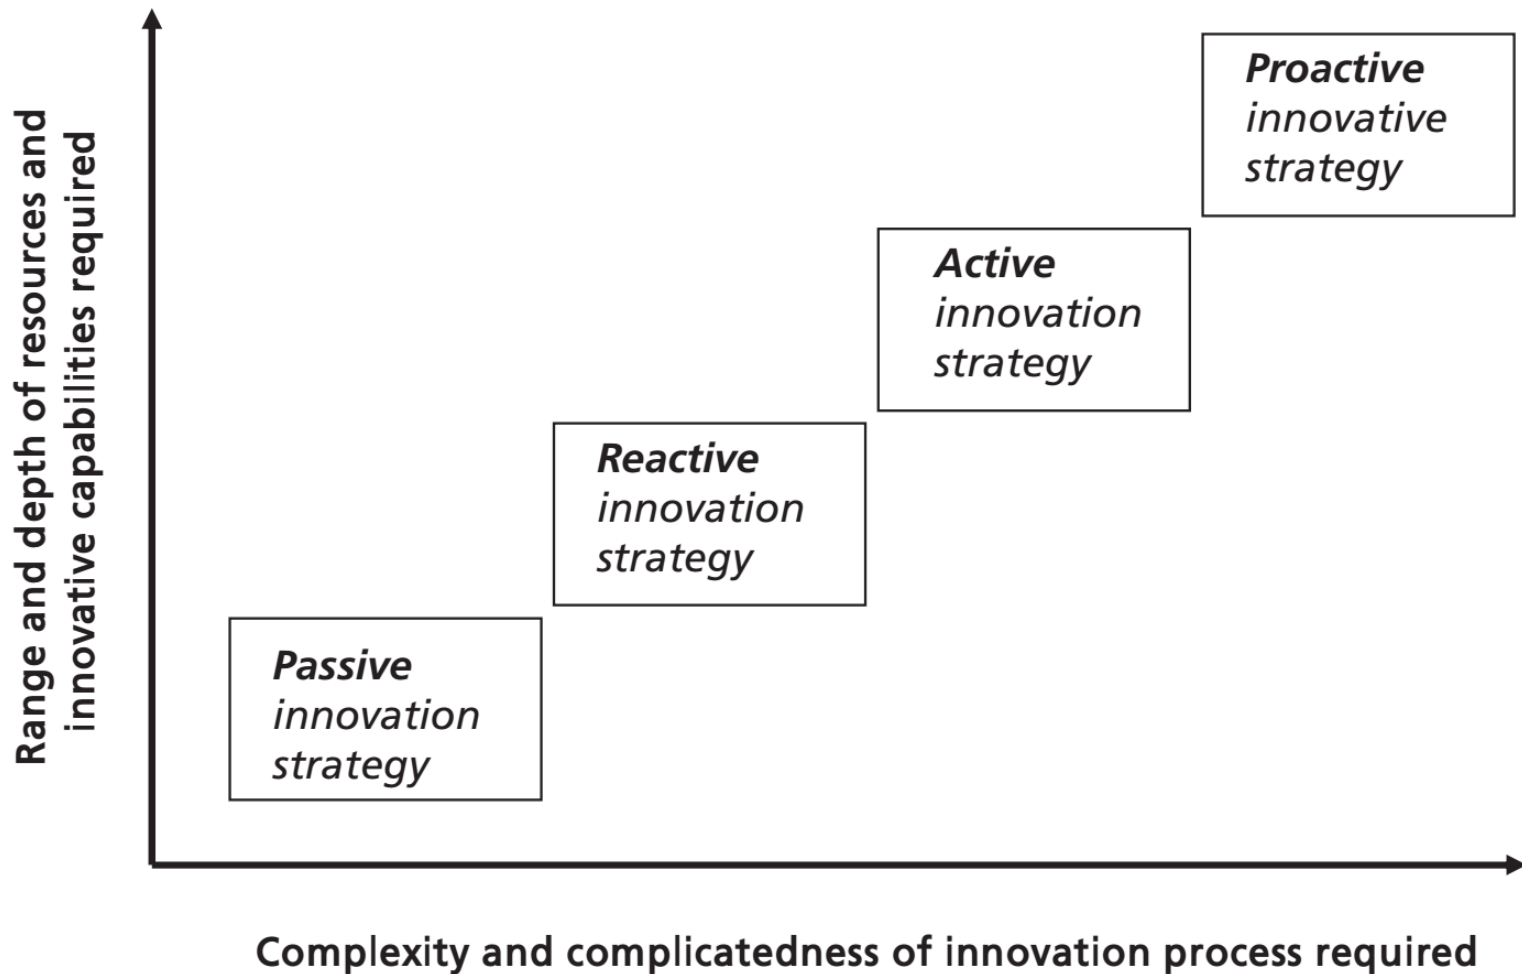 Range and depth of resources and
innovative capabilities required
Proactive
innovative
strategy
Active
innovation
strategy
Reactive
innovation
strategy
Passive
innovation
strategy
Complexity and complicatedness of innovation process required